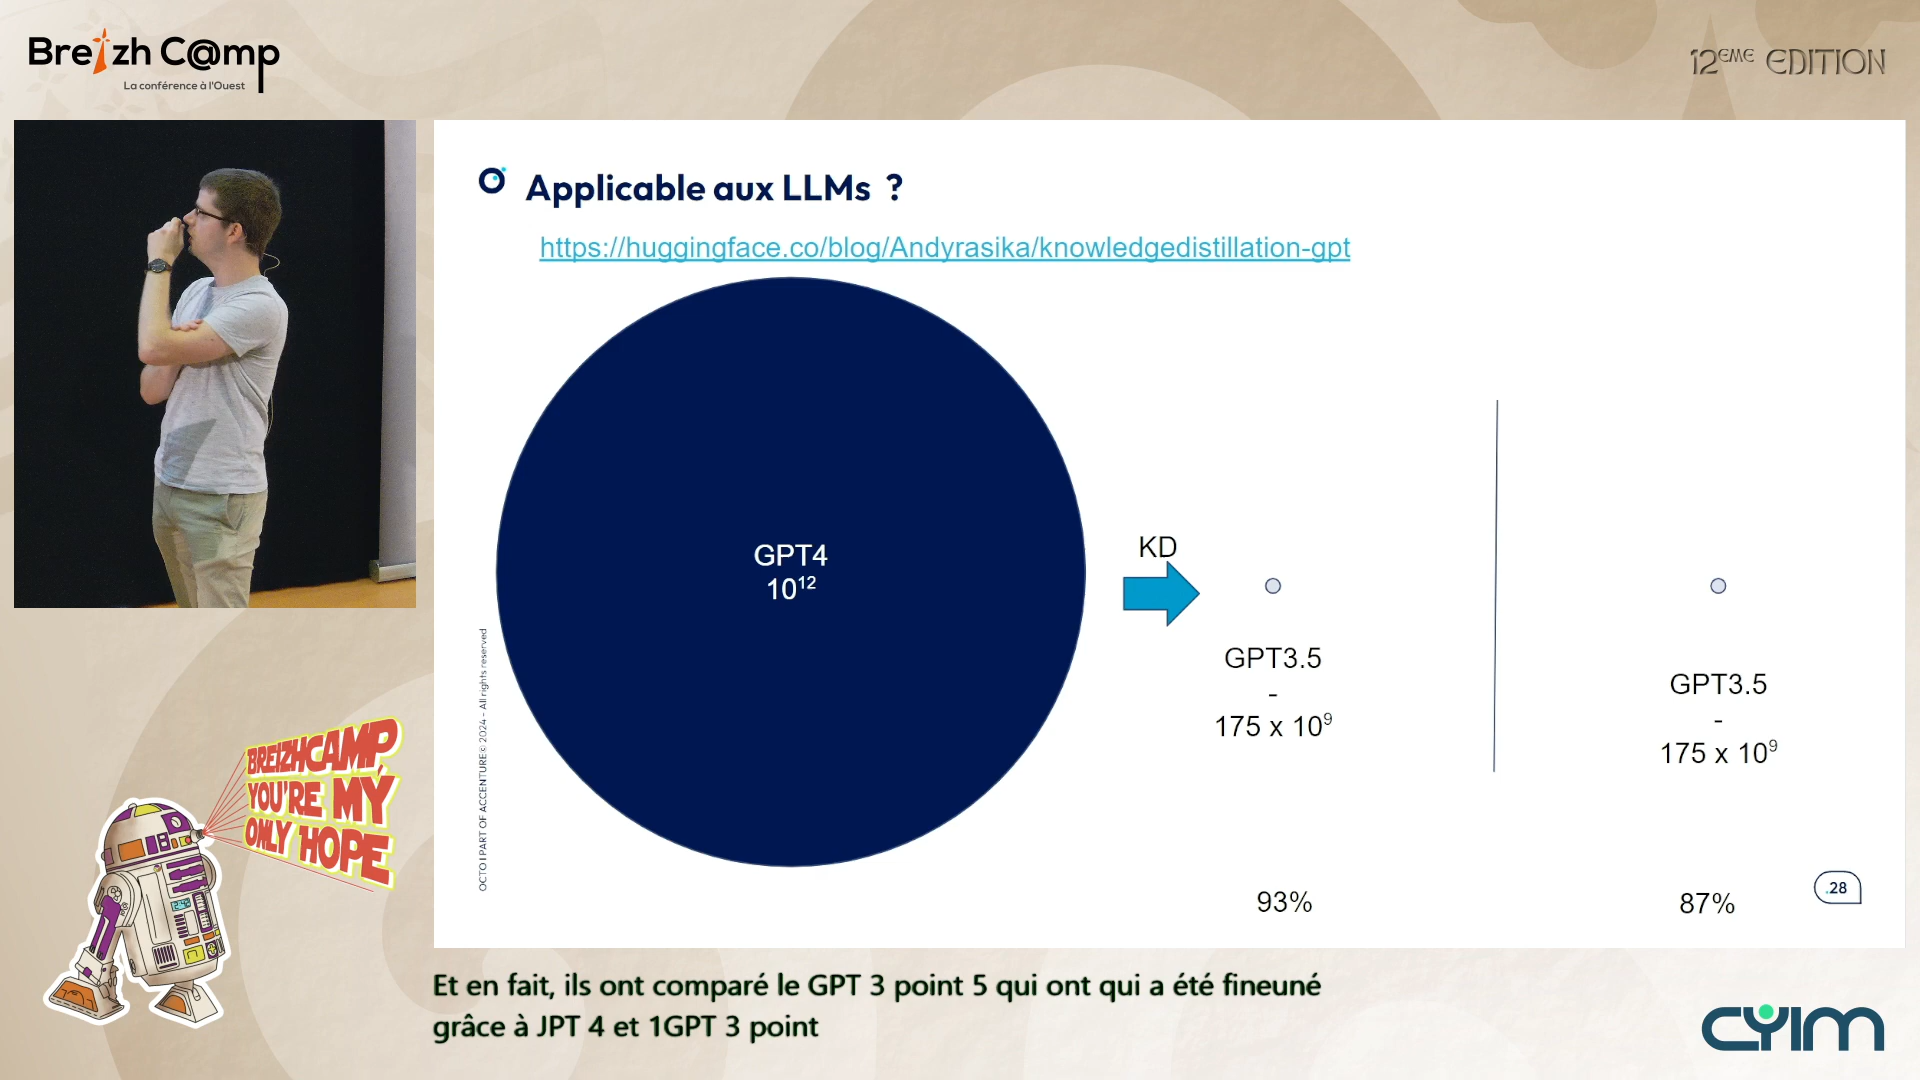 Breizh C@mp
La conférence à l'Ouest
12ÈME EDITION
Applicable aux LLMs ?
https://huggingface.co/blog/Andyrasika/knowledgedistillation-gpt
GPT4
10¹²
KD
GPT3.5
-
175 x 10⁹
93%
GPT3.5
-
175 x 10⁹
87%
.28
OCTO I PART OF ACCENTURE © 2024 - All rights reserved
BREIZHCAMP,
YOU'RE MY
ONLY HOPE
Et en fait, ils ont comparé le GPT 3 point 5 qui ont qui a été fineuné
grâce à JPT 4 et 1GPT 3 point
CYIM